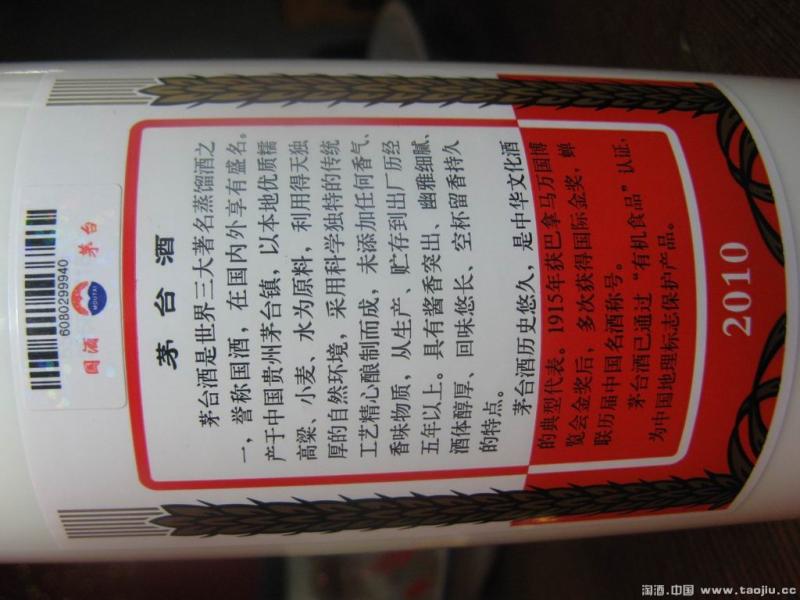 6080299940
MOUTAI
国酒 茅台
茅台酒
茅台酒是世界三大著名蒸馏酒之
一，誉称国酒，在国内外享有盛名。
产于中国贵州茅台镇，以本地优质糯
高粱、小麦、水为原料，利用得天独
厚的自然环境，采用科学独特的传统
工艺精心酿制而成，未添加任何香气、
香味物质，从生产、贮存到出厂历经
五年以上。具有酱香突出、幽雅细腻、
酒体醇厚、回味悠长、空杯留香持久
的特点。
茅台酒历史悠久，是中华文化酒
的典型代表。1915年获巴拿马万国博
览会金奖后，多次获得国际金奖，蝉
联历届中国名酒称号。
茅台酒已通过“有机食品”认证，
为中国地理标志保护产品。
2010
淘酒.中国 www.taojiu.cc